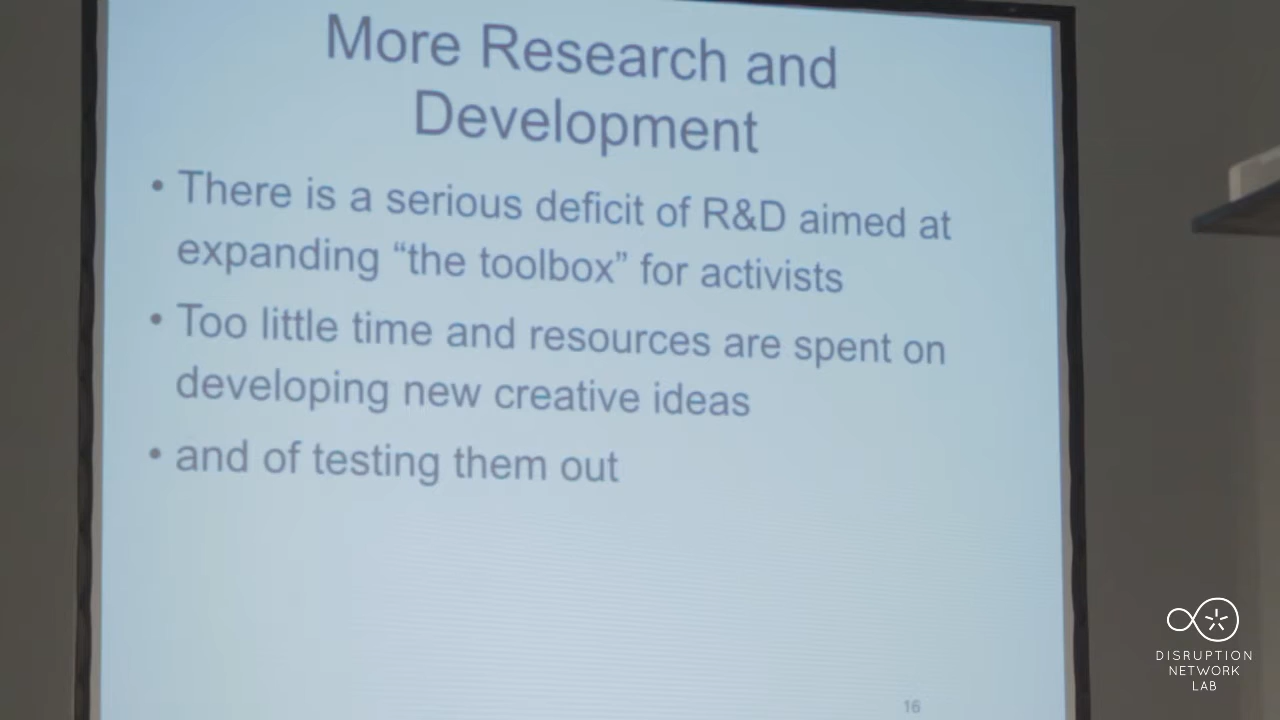 More Research and
Development
• There is a serious deficit of R&D aimed at
expanding “the toolbox” for activists
• Too little time and resources are spent on
developing new creative ideas
• and of testing them out
16
DISRUPTION
NETWORK
LAB